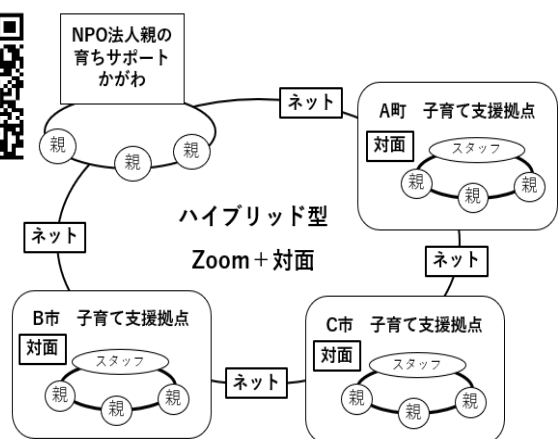 NPO法人親の
育ちサポート
かがわ
親
親
親
ネット
A町 子育て支援拠点
対面
スタッフ
親
親
親
ネット
ハイブリッド型
Zoom+対面
ネット
B市 子育て支援拠点
対面
スタッフ
親
親
親
ネット
C市 子育て支援拠点
対面
スタッフ
親
親
親